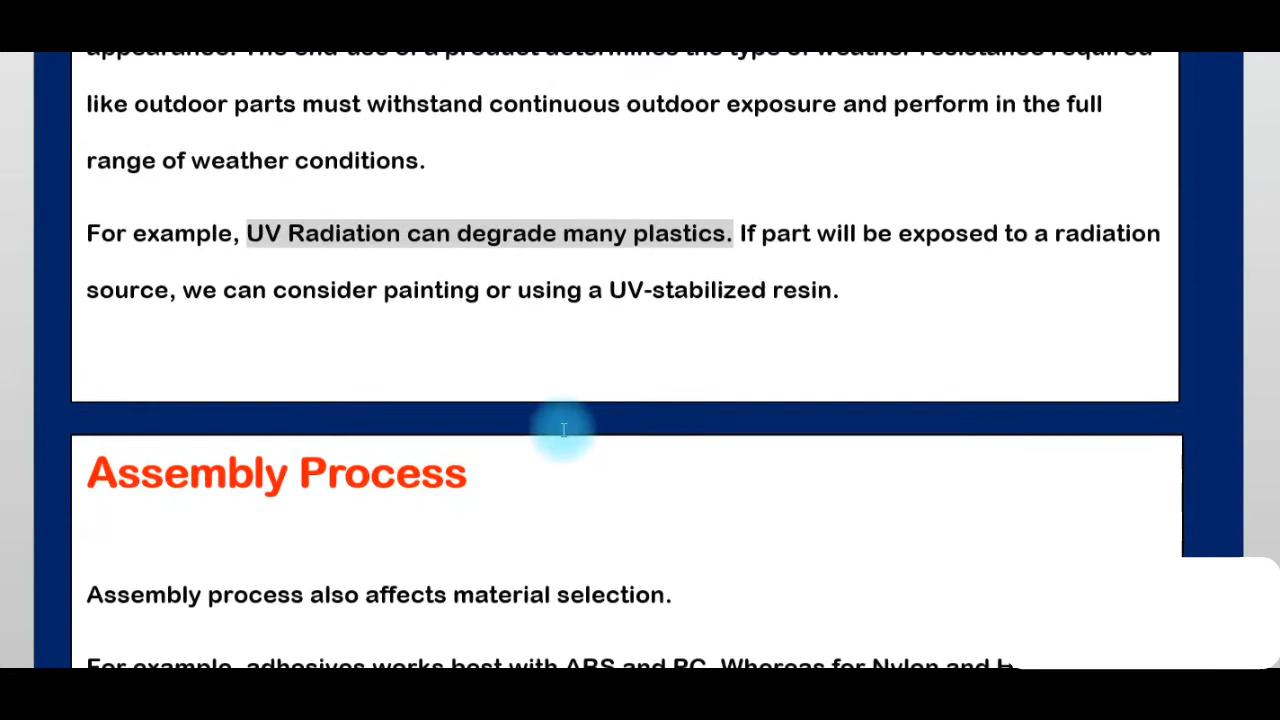 appearance. The end-use of a product determines the type of weather resistance required
like outdoor parts must withstand continuous outdoor exposure and perform in the full
range of weather conditions.
For example, UV Radiation can degrade many plastics. If part will be exposed to a radiation
source, we can consider painting or using a UV-stabilized resin.
Assembly Process
Assembly process also affects material selection.
For example, adhesives works best with ABS and PC. Whereas for Nylon and